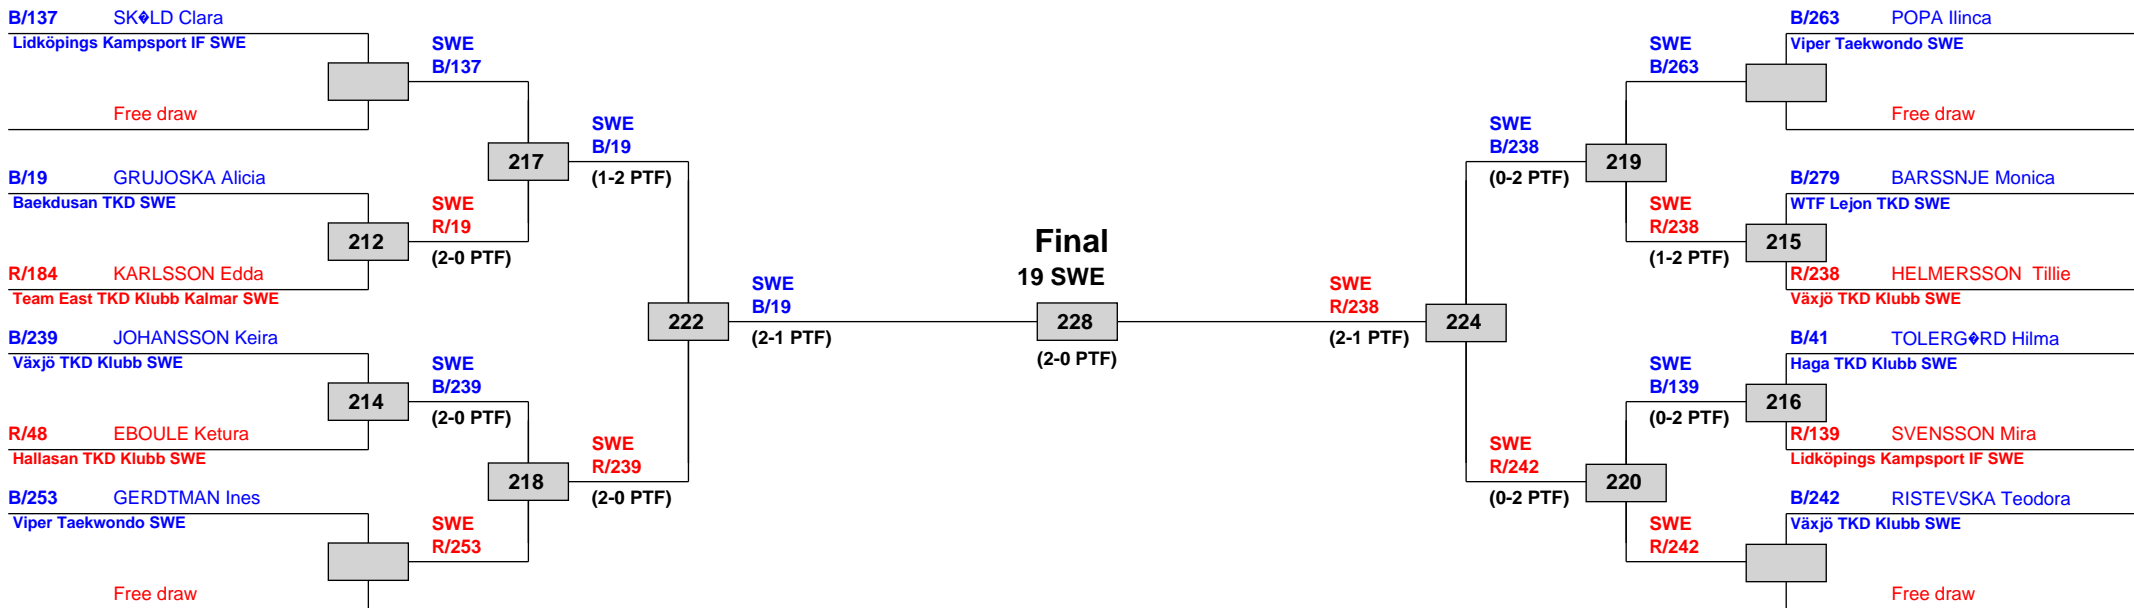 B/137 SK�LD Clara
Lidköpings Kampsport IF SWE
Free draw
SWE
B/137
B/19 GRUJOSKA Alicia
Baekdusan TKD SWE
212
R/184 KARLSSON Edda
Team East TKD Klubb Kalmar SWE
SWE
R/19
(2-0 PTF)
217
SWE
B/19
(1-2 PTF)
B/239 JOHANSSON Keira
Växjö TKD Klubb SWE
214
R/48 EBOULE Ketura
Hallasan TKD Klubb SWE
SWE
B/239
(2-0 PTF)
B/253 GERDTMAN Ines
Viper Taekwondo SWE
Free draw
SWE
R/253
218
SWE
R/239
(2-0 PTF)
222
SWE
B/19
(2-1 PTF)
Final
19 SWE
228
(2-0 PTF)
SWE
R/238
(2-1 PTF)
224
SWE
B/238
(0-2 PTF)
219
SWE
B/263
B/263 POPA Ilinca
Viper Taekwondo SWE
Free draw
SWE
R/238
(1-2 PTF)
215
B/279 BARSSNJE Monica
WTF Lejon TKD SWE
R/238 HELMERSSON Tillie
Växjö TKD Klubb SWE
SWE
R/242
(0-2 PTF)
220
SWE
B/139
(0-2 PTF)
216
B/41 TOLERG�RD Hilma
Haga TKD Klubb SWE
R/139 SVENSSON Mira
Lidköpings Kampsport IF SWE
SWE
R/242
B/242 RISTEVSKA Teodora
Växjö TKD Klubb SWE
Free draw